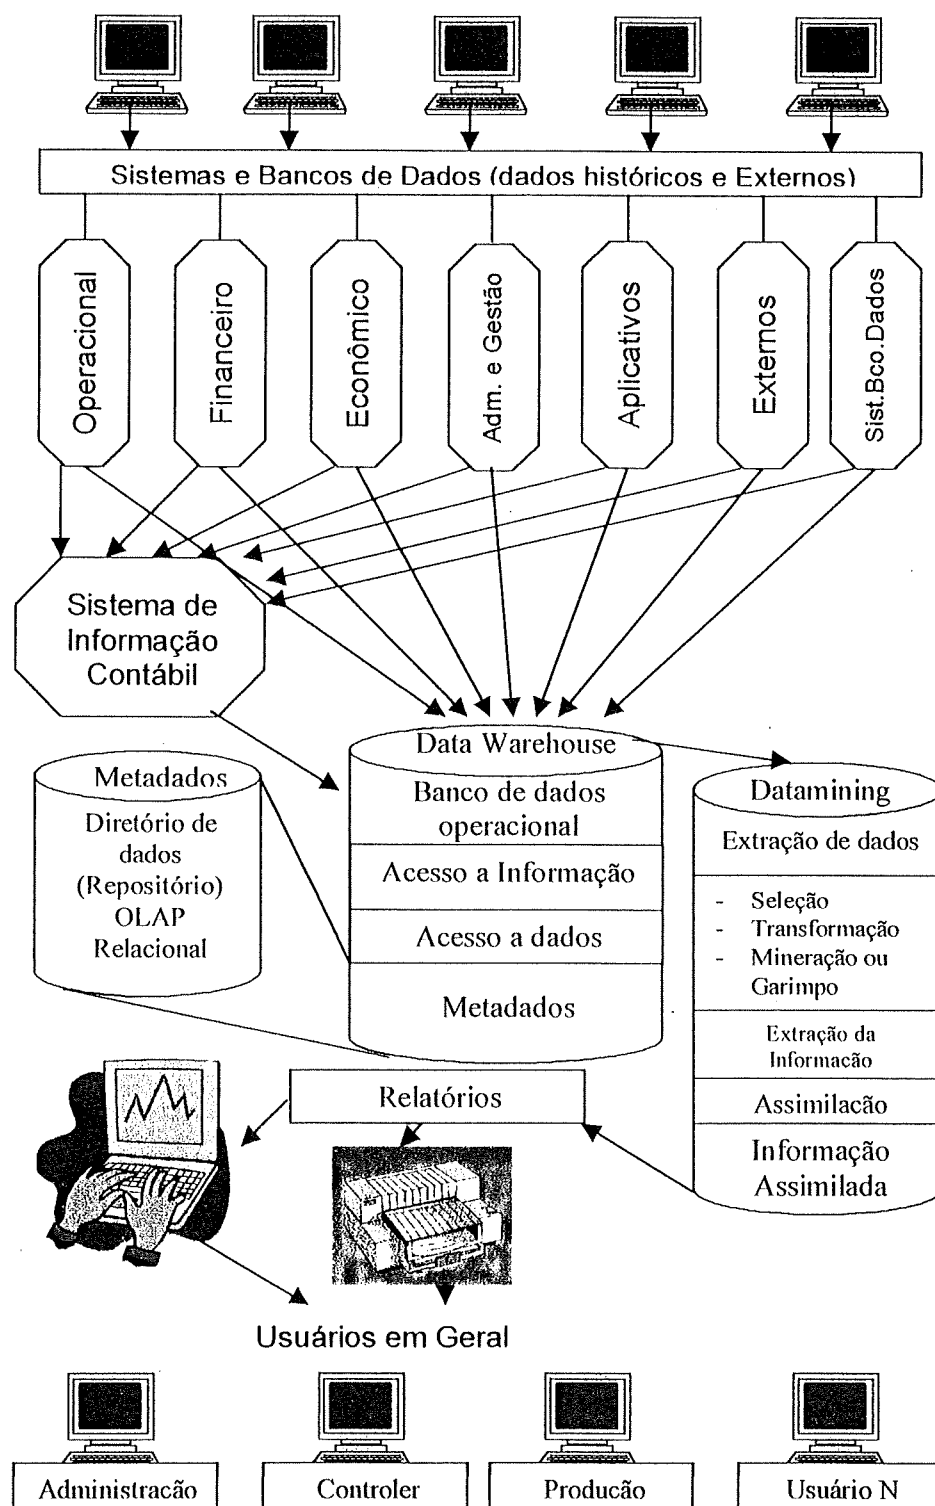 Sistemas e Bancos de Dados (dados históricos e Externos)
Operacional
Financeiro
Econômico
Adm. e Gestão
Aplicativos
Externos
Sist.Bco.Dados
Sistema de
Informação
Contábil
Data Warehouse
Banco de dados
operacional
Acesso a Informação
Acesso a dados
Metadados
Metadados
Diretório de
dados
(Repositório)
OLAP
Relacional
Datamining
Extração de dados
- Seleção
- Transformação
- Mineração ou
Garimpo
Extração da
Informacão
Assimilacão
Informação
Assimilada
Relatórios
Usuários em Geral
Administracão
Controler
Producão
Usuário N